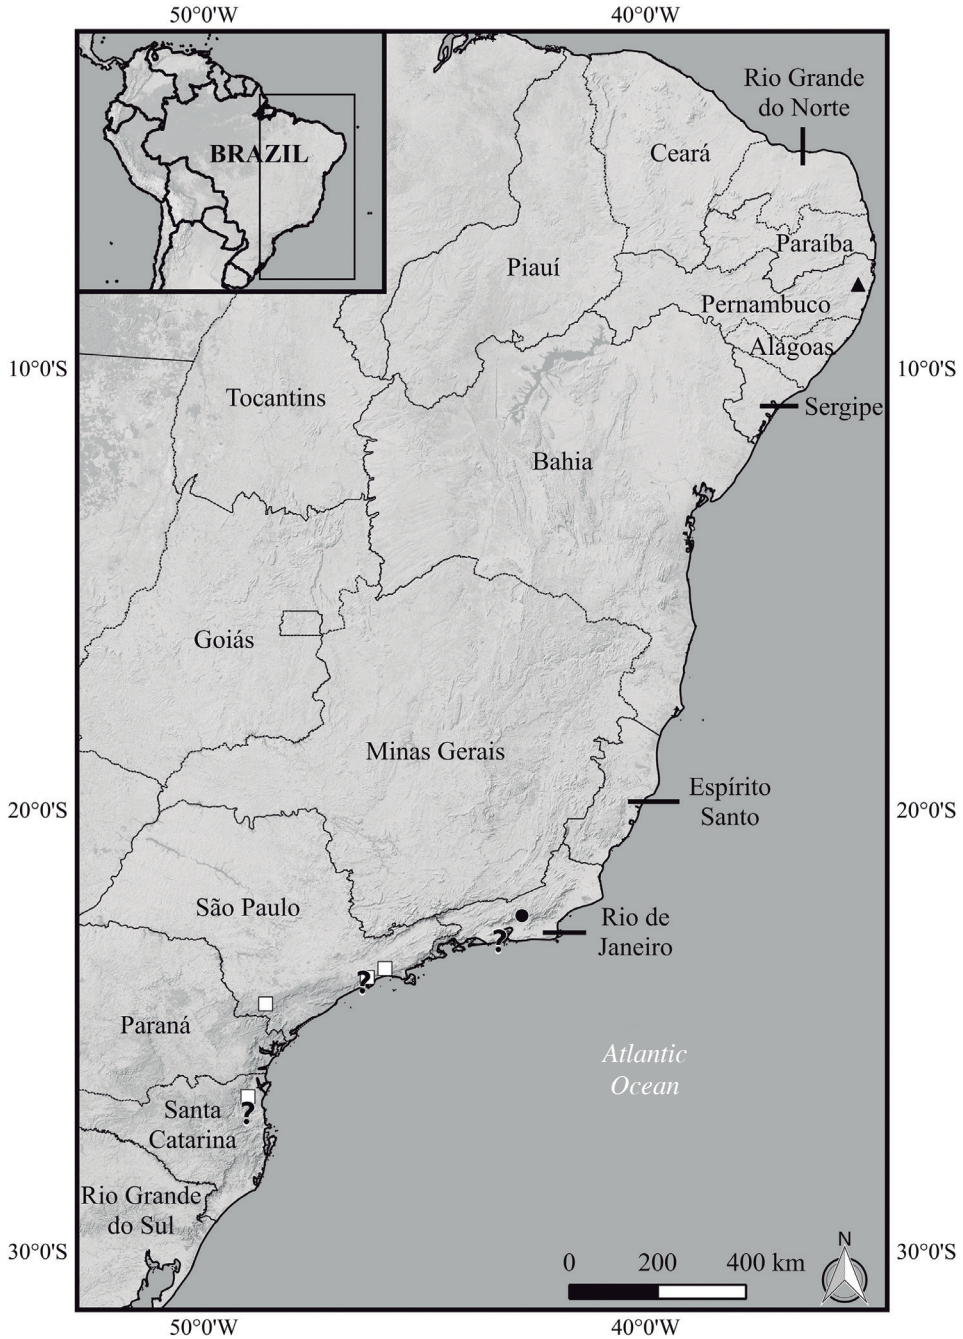 50°0'W
40°0'W
BRAZIL
Rio Grande
do Norte
Ceará
Paraíba
Piauí
Pernambuco
Alagoas
10°0'S
10°0'S
Tocantins
Sergipe
Bahia
Goiás
Minas Gerais
Espírito
Santo
20°0'S
20°0'S
São Paulo
Rio de
Janeiro
?
?
Paraná
Atlantic
Ocean
Santa
Catarina
?
Rio Grande
do Sul
N
30°0'S
30°0'S
0 200 400 km
50°0'W
40°0'W